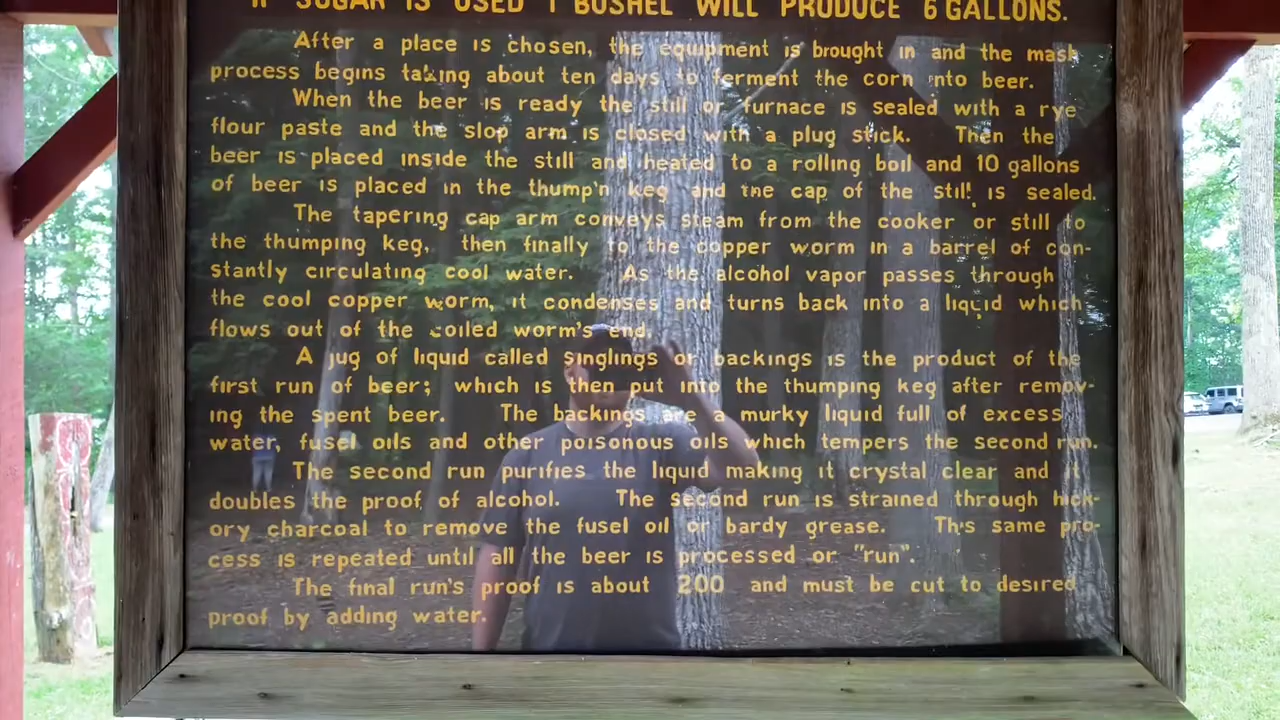 IF SUGAR IS USED 1 BUSHEL WILL PRODUCE 6 GALLONS.
After a place is chosen, the equipment is brought in and the mash
process begins taking about ten days to ferment the corn into beer.
When the beer is ready the still or furnace is sealed with a rye
flour paste and the slop arm is closed with a plug stick. Then the
beer is placed inside the still and heated to a rolling boil and 10 gallons
of beer is placed in the thump'n keg and the cap of the still is sealed.
The tapering cap arm conveys steam from the cooker or still to
the thumping keg, then finally to the copper worm in a barrel of con-
stantly circulating cool water. As the alcohol vapor passes through
the cool copper worm, it condenses and turns back into a liquid which
flows out of the coiled worm's end.
A jug of liquid called singlings or backings is the product of the
first run of beer; which is then put into the thumping keg after remov-
ing the spent beer. The backings are a murky liquid full of excess
water, fusel oils and other poisonous oils which tempers the second run.
The second run purifies the liquid making it crystal clear and it
doubles the proof of alcohol. The second run is strained through hick-
ory charcoal to remove the fusel oil or bardy grease. This same pro-
cess is repeated until all the beer is processed or "run".
The final run's proof is about 200 and must be cut to desired
proof by adding water.